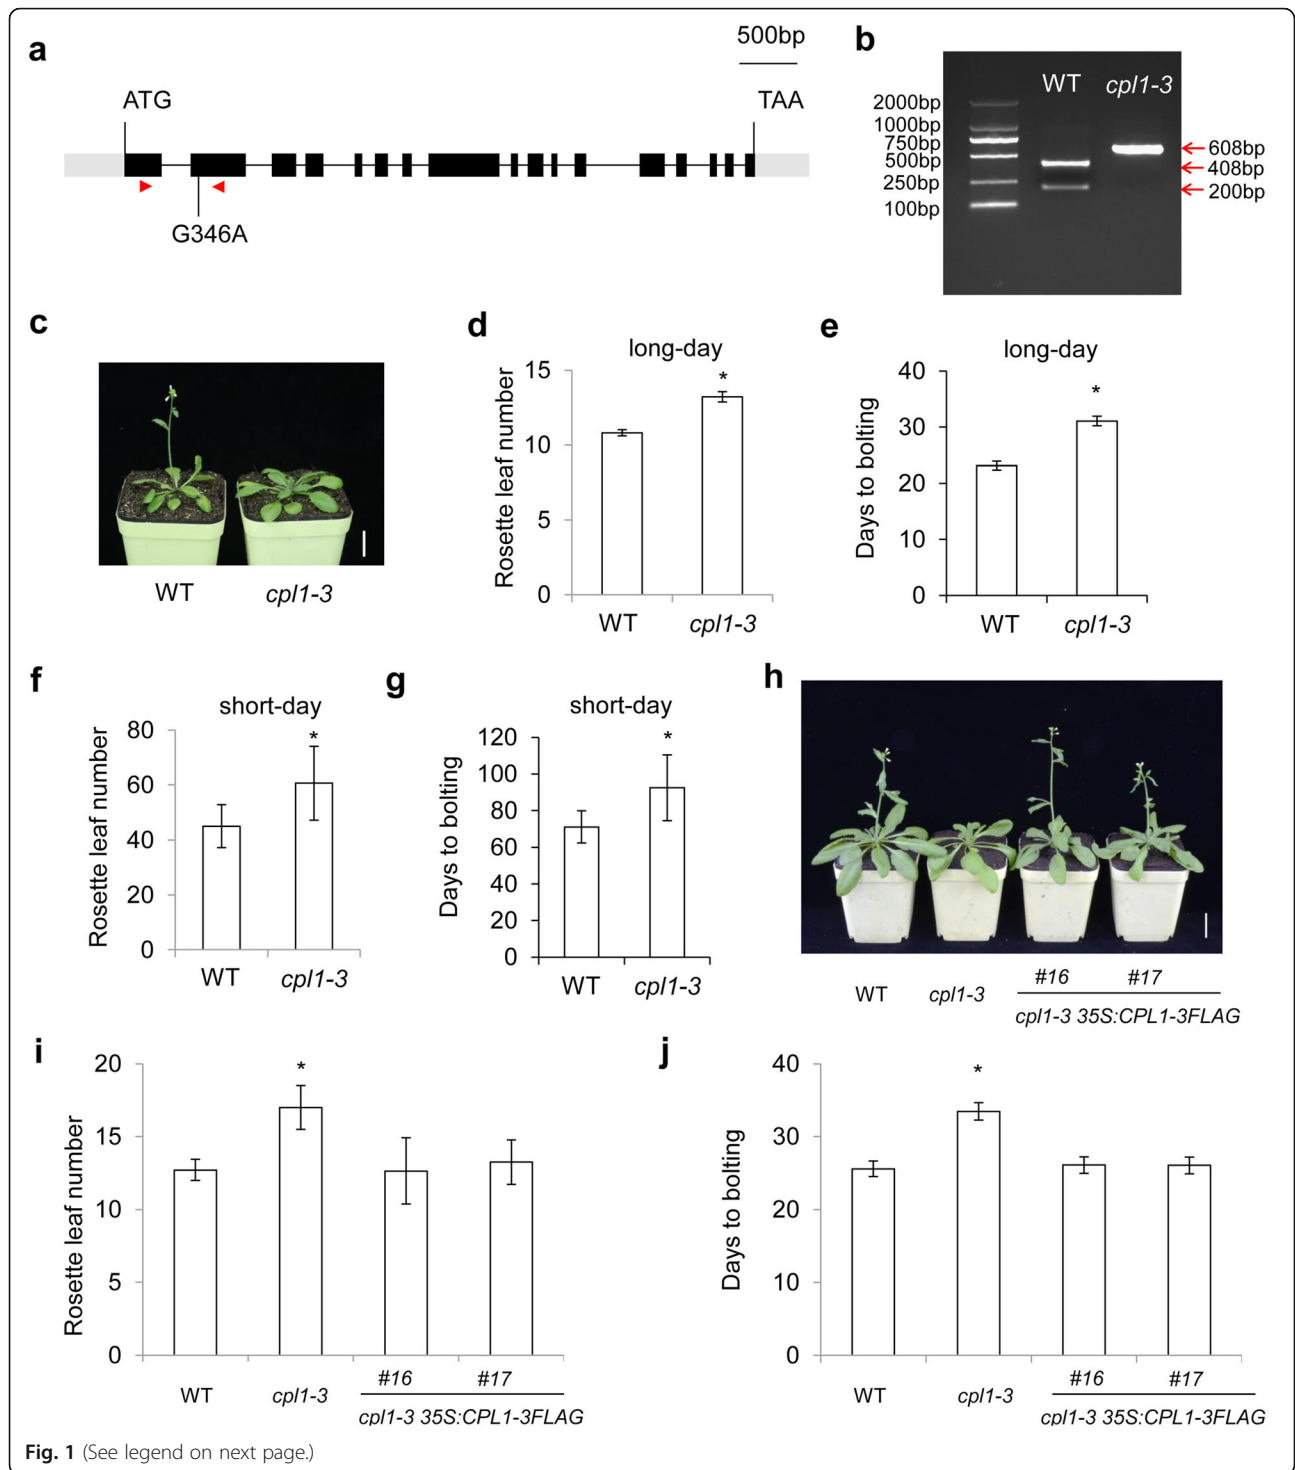 a
500bp
ATG
TAA
G346A
b
WT
cpl1-3
2000bp
1000bp
750bp
500bp
250bp
100bp
608bp
408bp
200bp
c
WT
cpl1-3
d
long-day
Rosette leaf number
15
10
5
0
WT
cpl1-3
*
e
long-day
Days to bolting
40
30
20
10
0
WT
cpl1-3
*
f
short-day
Rosette leaf number
80
60
40
20
0
WT
cpl1-3
*
g
short-day
Days to bolting
120
100
80
60
40
20
0
WT
cpl1-3
*
h
WT
cpl1-3
#16
#17
cpl1-3 35S:CPL1-3FLAG
i
Rosette leaf number
20
15
10
5
0
*
WT
cpl1-3
#16
#17
cpl1-3 35S:CPL1-3FLAG
j
Days to bolting
40
30
20
10
0
*
WT
cpl1-3
#16
#17
cpl1-3 35S:CPL1-3FLAG
Fig. 1 (See legend on next page.)